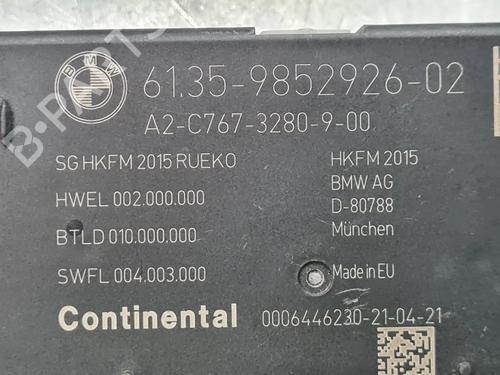 BMW
61.35-9852926-02
A2-C767-3280-9-00
SG HKFM 2015 RUEKO
HWEL 002.000.000
BTLD 010.000.000
SWFL 004.003.000
HKFM 2015
BMW AG
D-80788
München
Made in EU
Continental
0006446230-21-04-21
B-PARTS